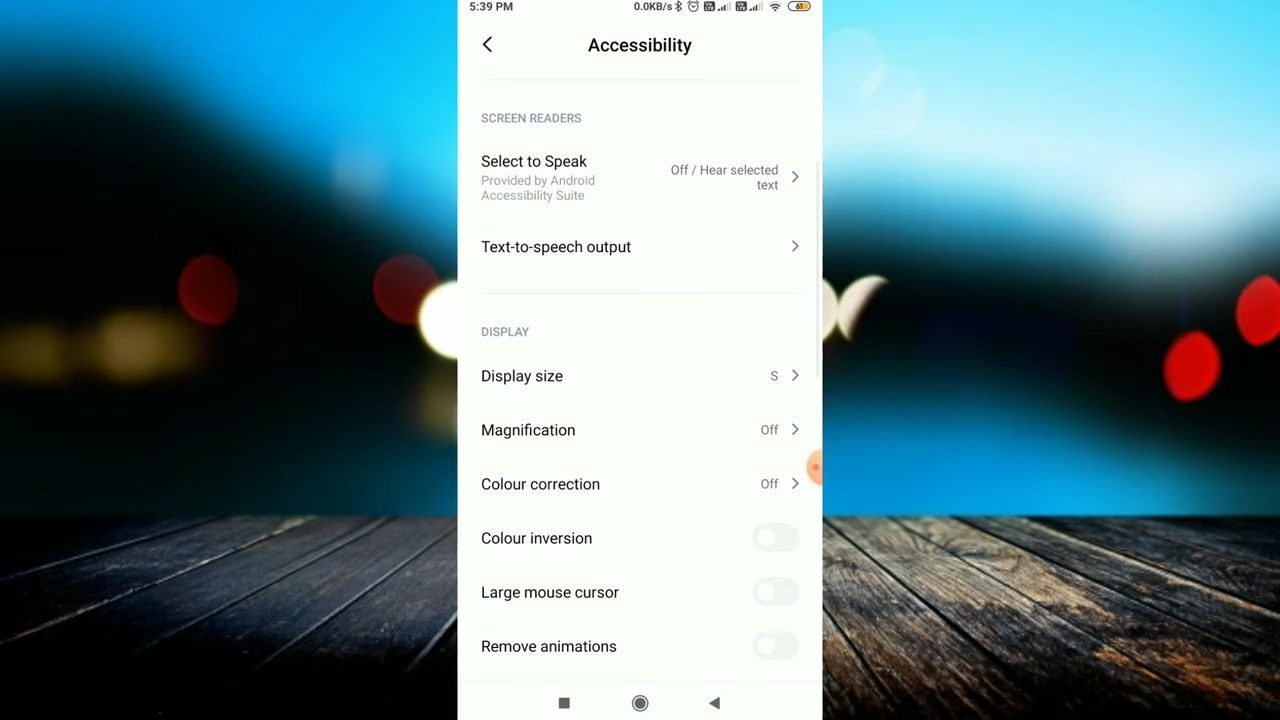 5:39 PM 0.0KB/s 61
Accessibility
SCREEN READERS
Select to Speak
Provided by Android
Accessibility Suite
Off / Hear selected
text
Text-to-speech output
DISPLAY
Display size S
Magnification Off
Colour correction Off
Colour inversion
Large mouse cursor
Remove animations